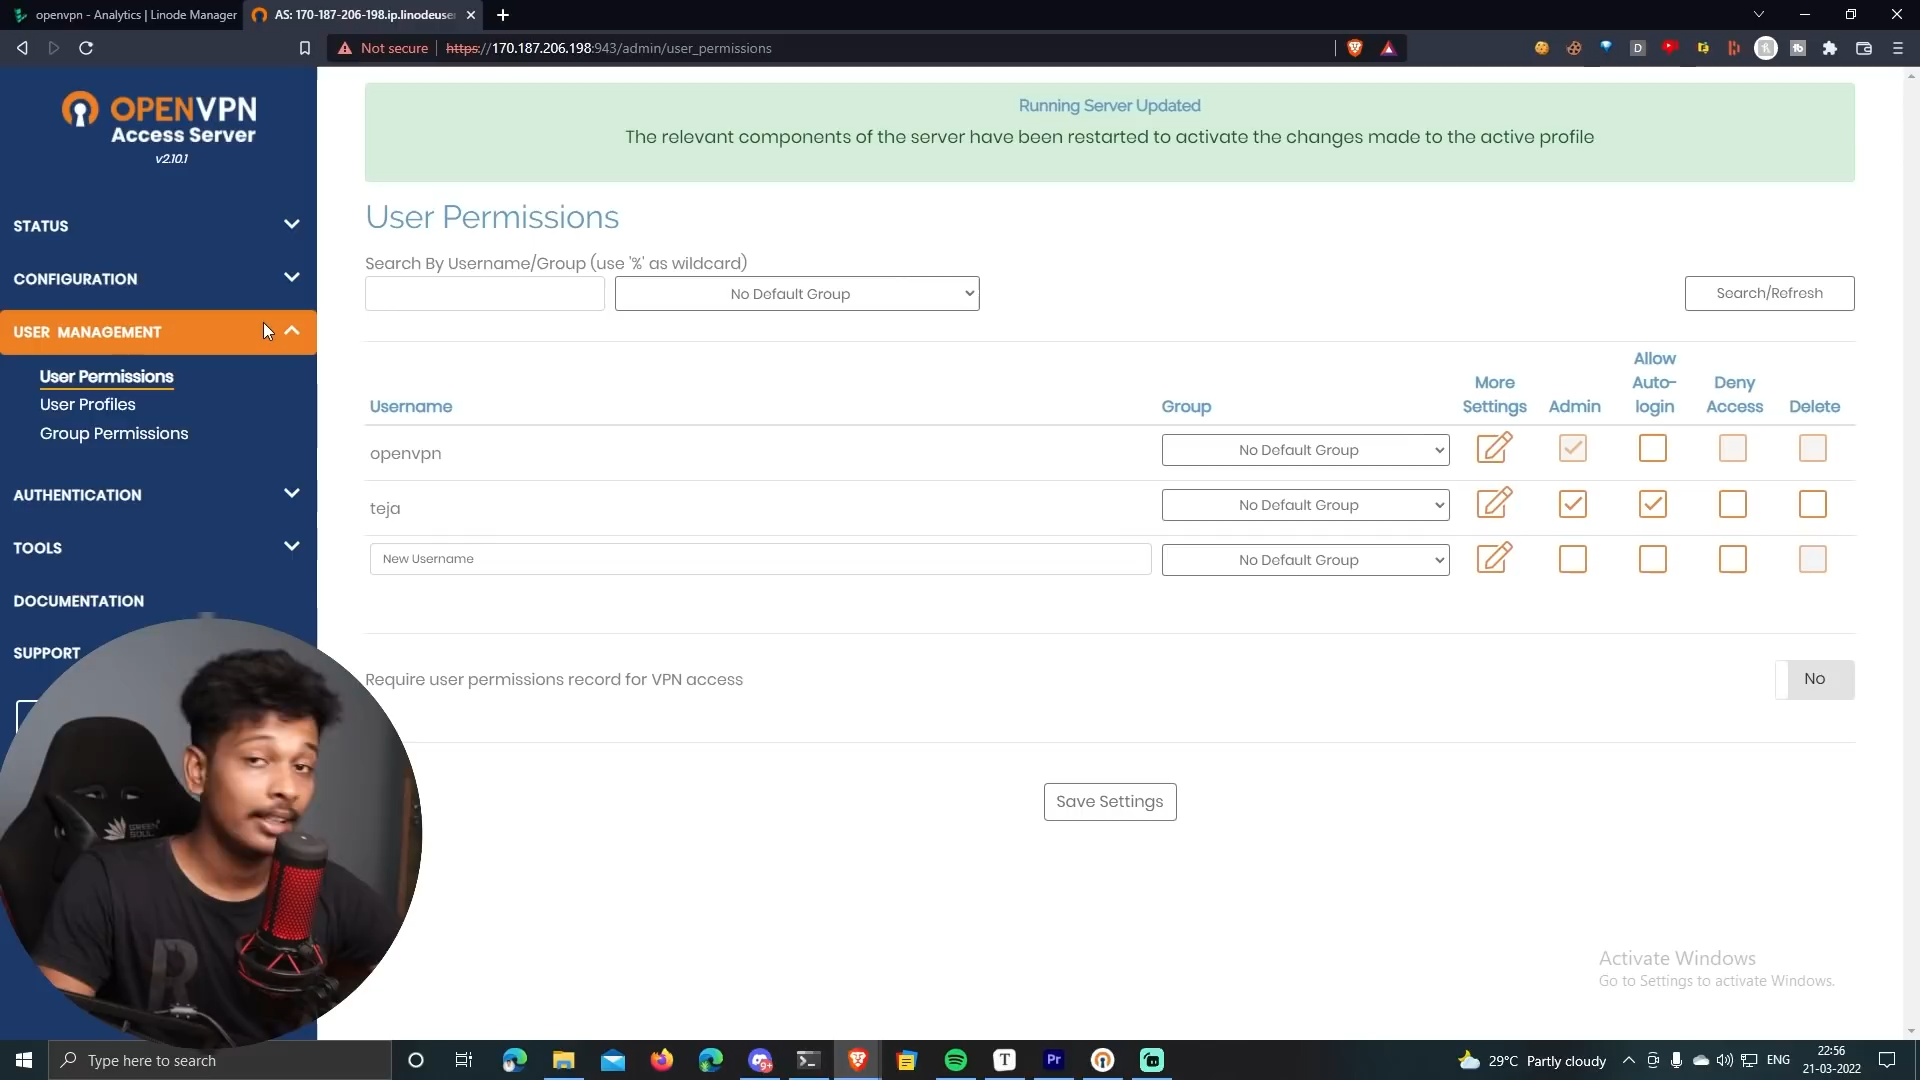 openvpn - Analytics | Linode Manager
AS: 170-187-206-198.ip.linodeuse
Not secure
https://170.187.206.198:943/admin/user_permissions
OPENVPN
Access Server
v2.10.1
STATUS
CONFIGURATION
USER MANAGEMENT
User Permissions
User Profiles
Group Permissions
AUTHENTICATION
TOOLS
DOCUMENTATION
SUPPORT
Running Server Updated
The relevant components of the server have been restarted to activate the changes made to the active profile
User Permissions
Search By Username/Group (use '%' as wildcard)
No Default Group
Search/Refresh
Username
Group
More Settings
Admin
Allow Auto-login
Deny Access
Delete
openvpn
No Default Group
teja
No Default Group
New Username
No Default Group
Require user permissions record for VPN access
No
Save Settings
GREEN
SOUL
R
Activate Windows
Go to Settings to activate Windows.
Type here to search
9+
T
Pr
29°C Partly cloudy
ENG
22:56
21-03-2022